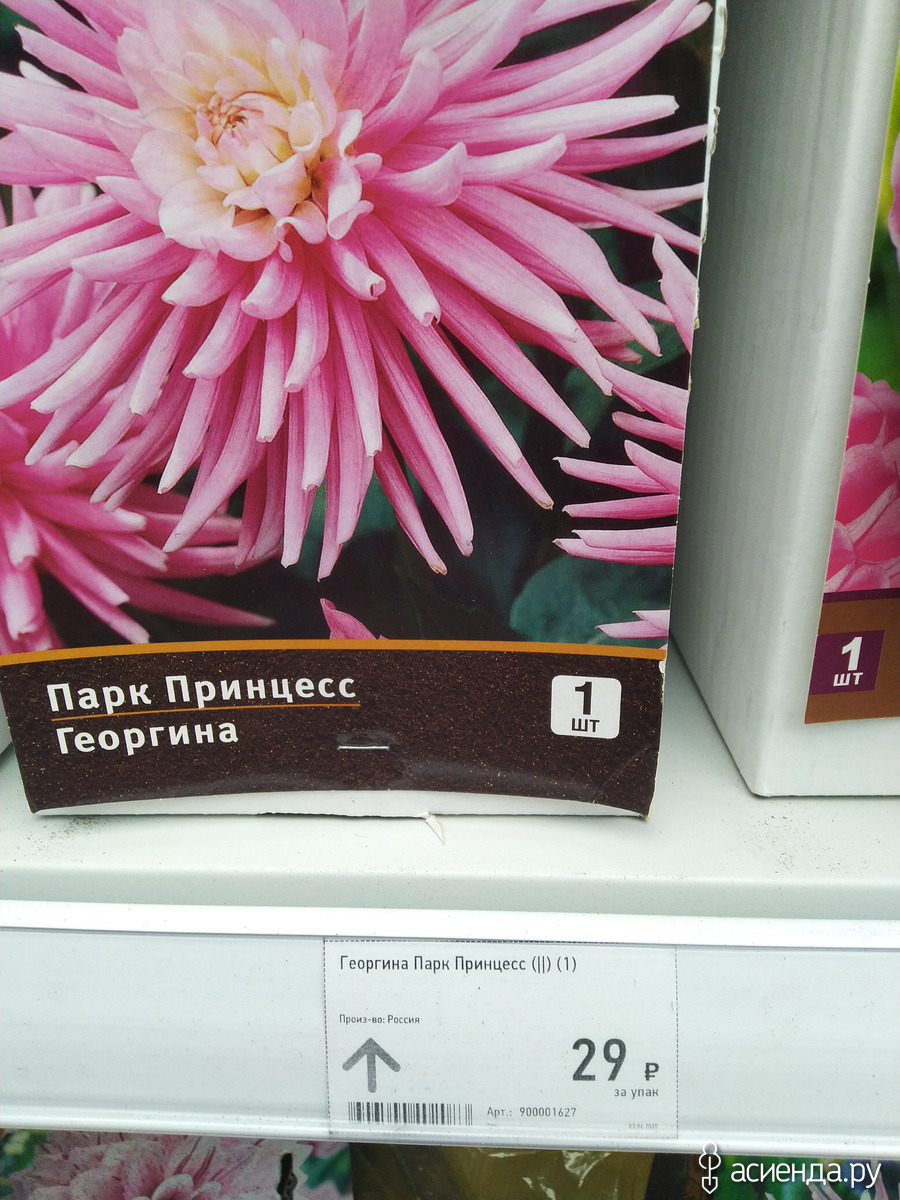 Парк Принцесс
Георгина
1
шт
1
шт
Георгина Парк Принцесс (||) (1)
Произ-во: Россия
29 ₽
за упак
Арт.: 900001627
асиенда.ру